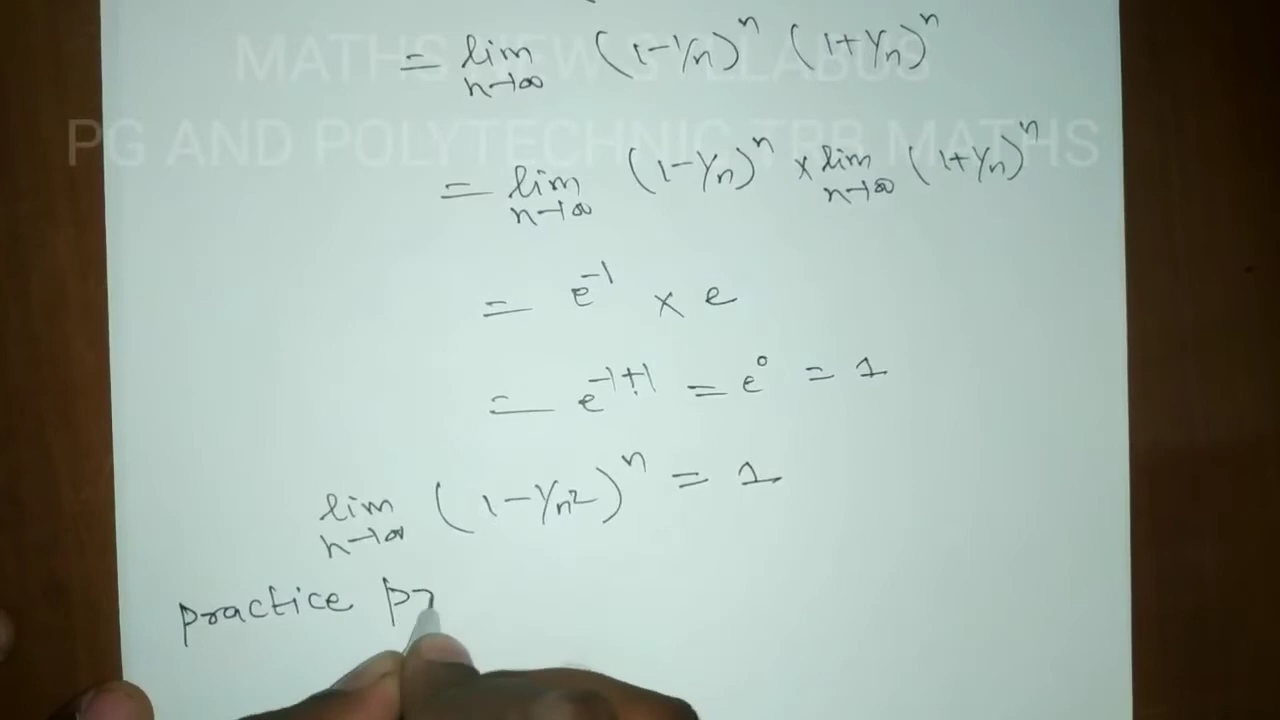 = lim n→∞ (1-1/n)^n (1+1/n)^n
MATHS NEW SYLLABUS
PG AND POLYTECHNIC TRB MATHS
= lim n→∞ (1-1/n)^n × lim n→∞ (1+1/n)^n
= e^-1 × e
= e^-1+1 = e^0 = 1
lim n→∞ (1-1/n^2)^n = 1
practice pr